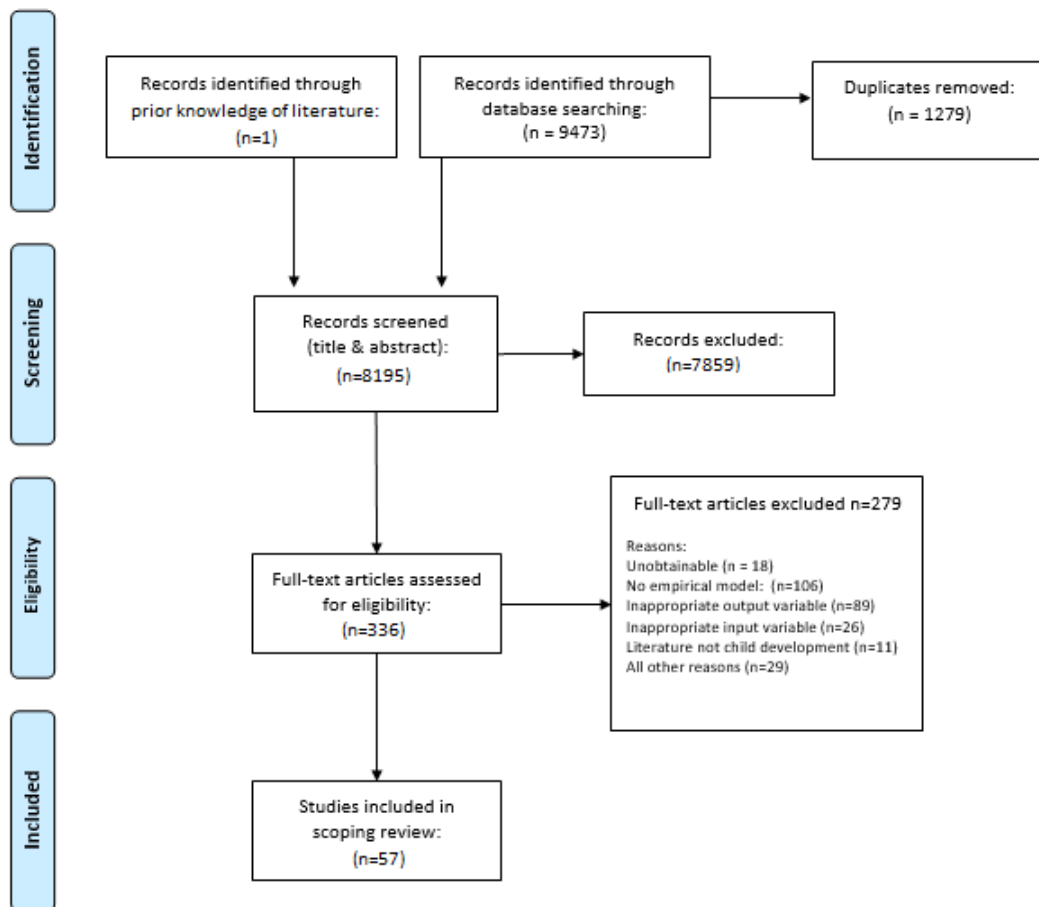 Identification
Records identified through
prior knowledge of literature:
(n=1)
Records identified through
database searching:
(n = 9473)
Duplicates removed:
(n = 1279)
Screening
Records screened
(title & abstract):
(n=8195)
Records excluded:
(n=7859)
Eligibility
Full-text articles assessed
for eligibility:
(n=336)
Full-text articles excluded n=279
Reasons:
Unobtainable (n = 18)
No empirical model: (n=106)
Inappropriate output variable (n=89)
Inappropriate input variable (n=26)
Literature not child development (n=11)
All other reasons (n=29)
Included
Studies included in
scoping review:
(n=57)